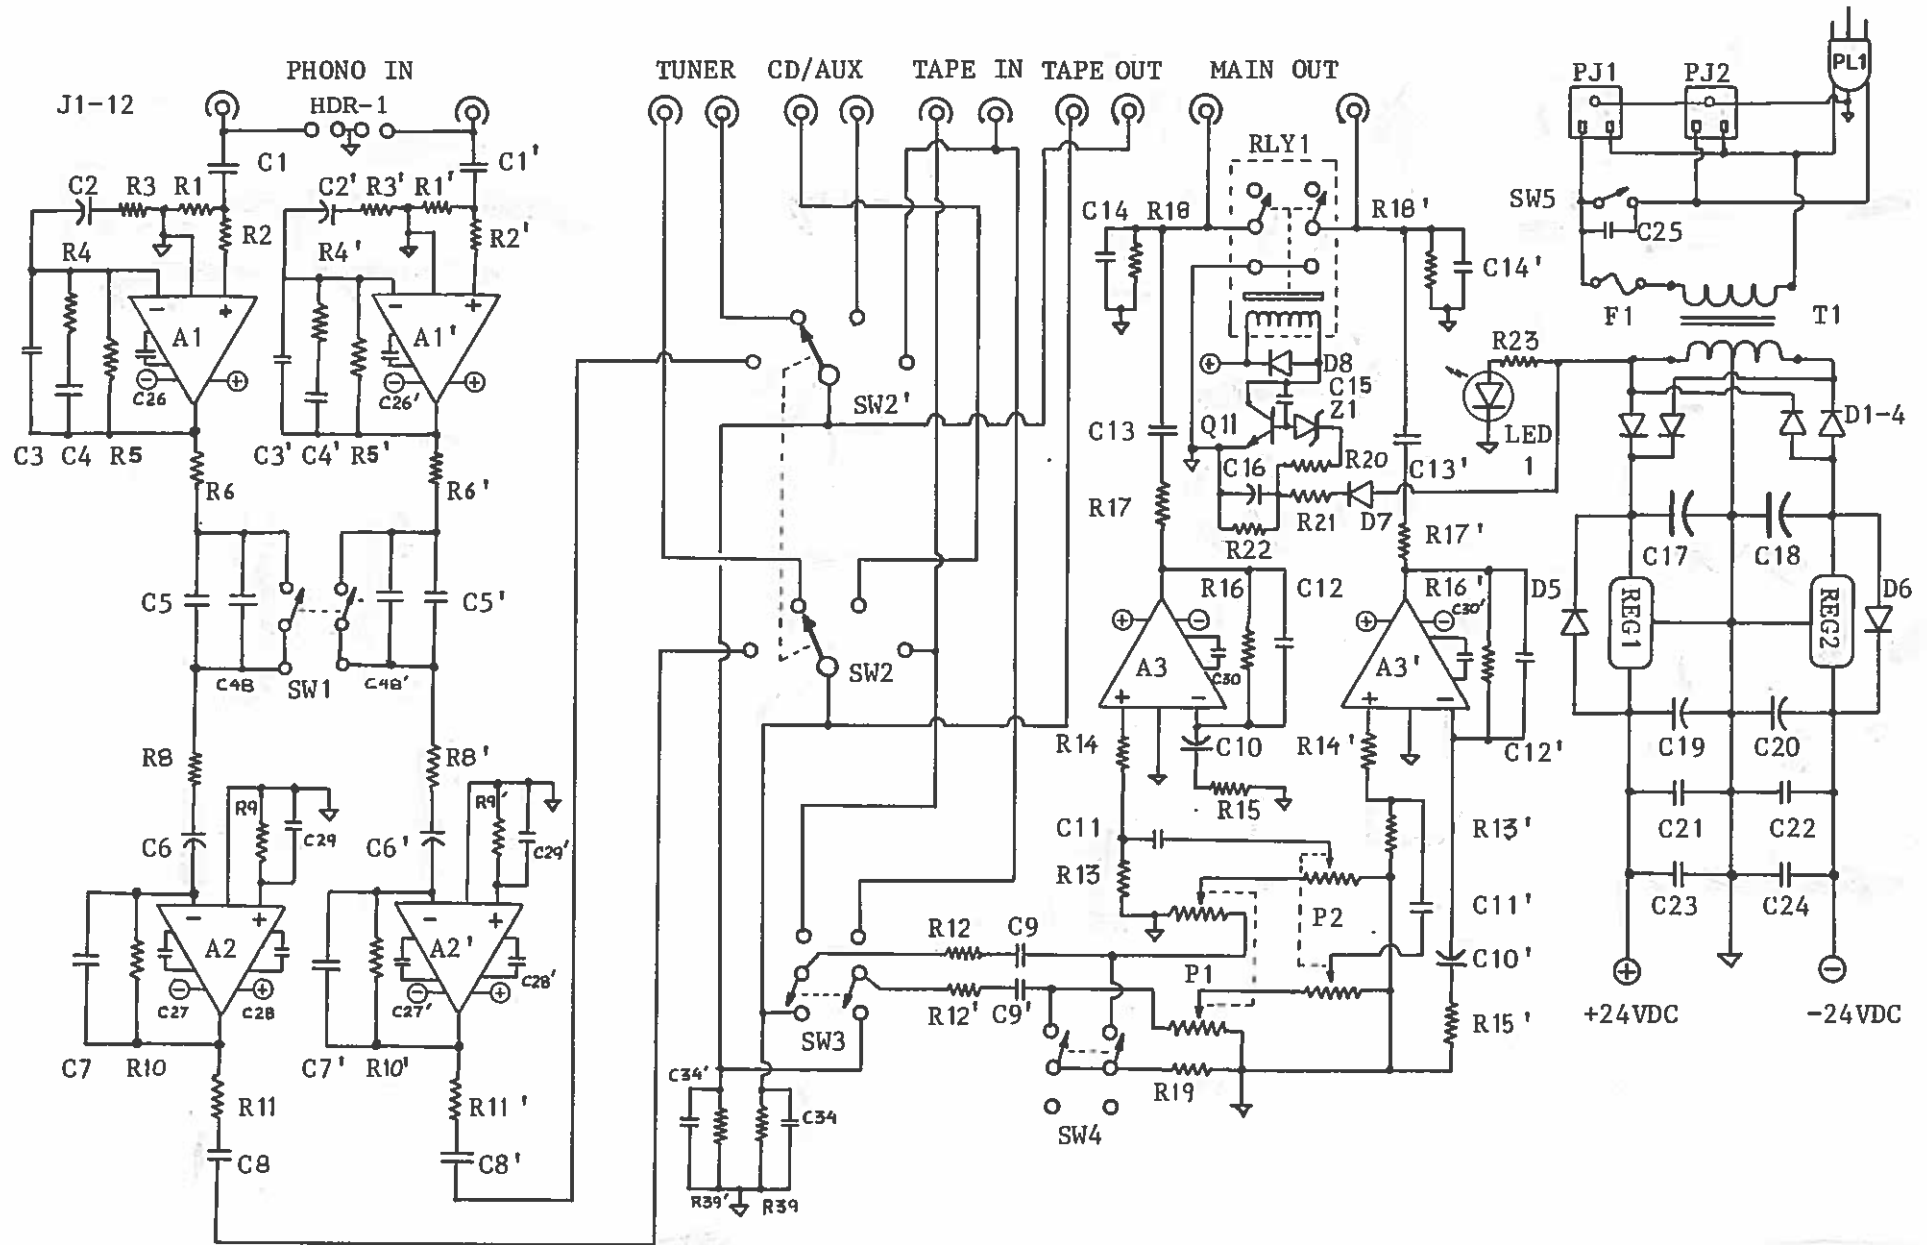 PHONO IN
TUNER CD/AUX TAPE IN TAPE OUT MAIN OUT
PJ1 PJ2 PL1
J1-12 HDR-1
C1 C1'
RLY1
C2 R3 R1 C2' R3' R1'
SW5
C14 R18 R18'
R4 R2 R4' R2'
C25
C14'
A1 A1'
F1 T1
R23
- + - +
D8
C26 C26'
SW2'
C15
Z1
Q11
LED
1
D1-4
C3 C4 R5 C3' C4' R5'
C13
C16 R20 C13'
R6 R6'
R17 R21 D7
R22 R17'
C17 C18
C5 C5'
R16 C12 R16' D5 D6
C30'
REG1 REG2
A3 A3'
C30
C4B SW1 C4B'
SW2
+ - + -
R14 C10 R14' C12'
C19 C20
R8 R8'
R9 R9'
R15
C29 C29'
C6 C6'
C11 R13'
C21 C22
R13
P2 C11'
C23 C24
- + - +
A2 A2'
R12 C9
P1
C10'
C27 C28 C27' C28'
R12' C9'
SW3
R15'
+24VDC -24VDC
C7 R10 C7' R10'
C34' R19
R11 R11'
C34
SW4
C8 C8'
R39' R39